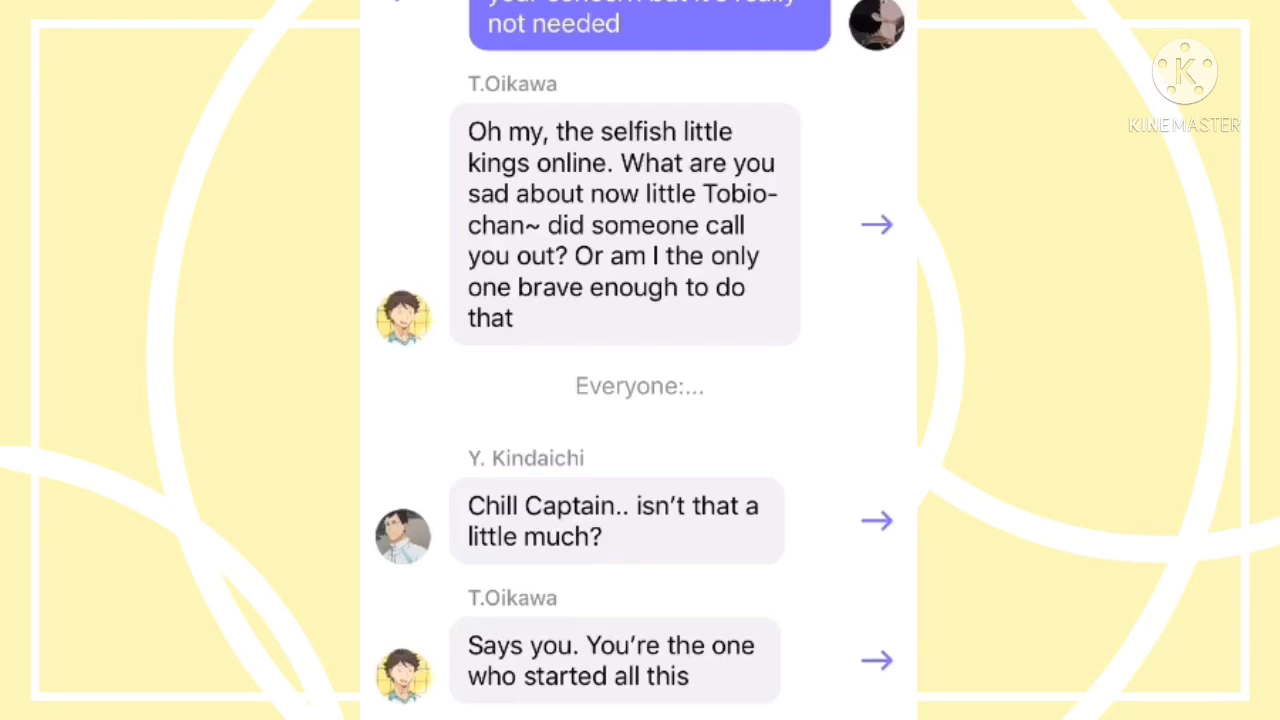 not needed
T.Oikawa
Oh my, the selfish little
kings online. What are you
sad about now little Tobio-
chan~ did someone call
you out? Or am I the only
one brave enough to do
that
Everyone:...
Y. Kindaichi
Chill Captain.. isn't that a
little much?
T.Oikawa
Says you. You're the one
who started all this
K
KINEMASTER